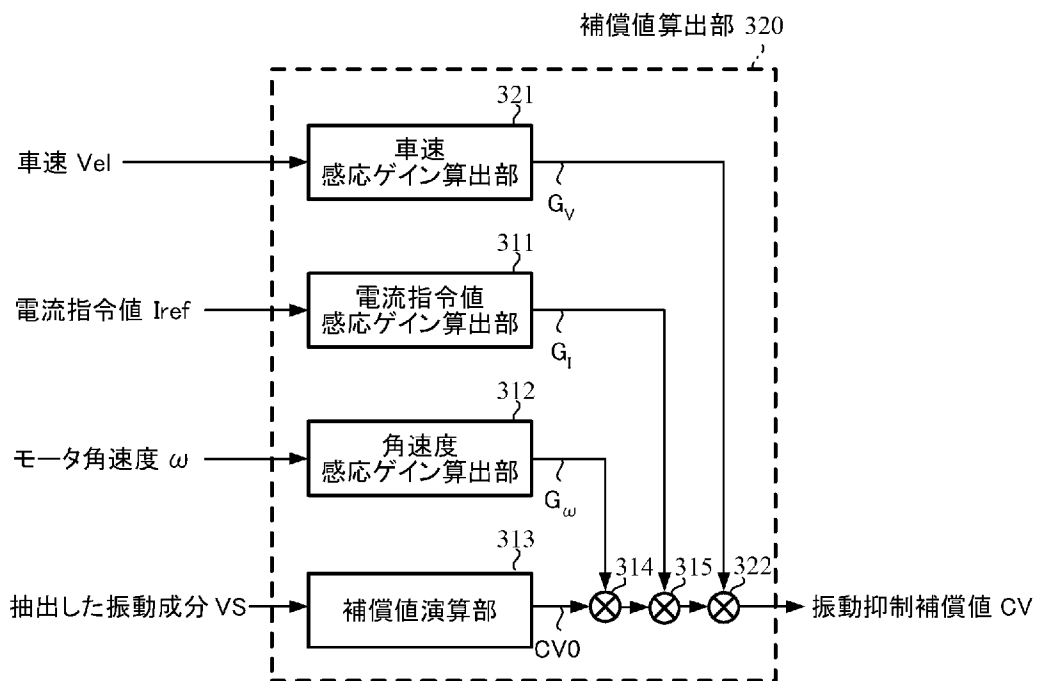 補償値算出部 320
321
車速 Vel
車速
感応ゲイン算出部
G_V
311
電流指令値 Iref
電流指令値
感応ゲイン算出部
G_I
312
モータ角速度 ω
角速度
感応ゲイン算出部
G_ω
313
314
315
322
抽出した振動成分 VS
補償値演算部
CV0
振動抑制補償値 CV